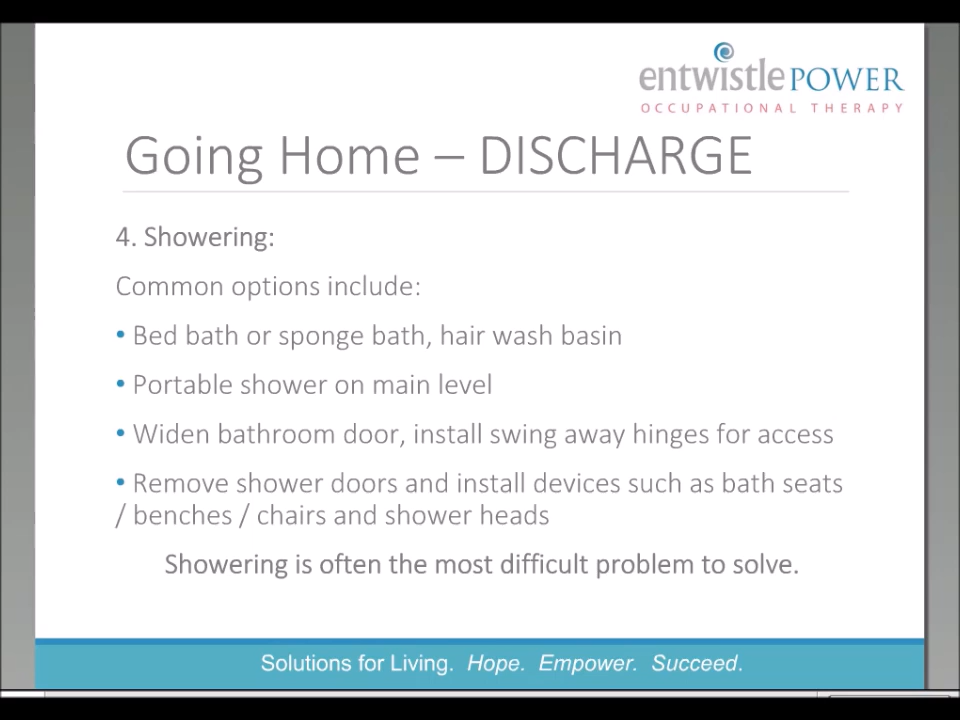 entwistle POWER
OCCUPATIONAL THERAPY
Going Home – DISCHARGE
4. Showering:
Common options include:
• Bed bath or sponge bath, hair wash basin
• Portable shower on main level
• Widen bathroom door, install swing away hinges for access
• Remove shower doors and install devices such as bath seats
/ benches / chairs and shower heads
Showering is often the most difficult problem to solve.
Solutions for Living. Hope. Empower. Succeed.